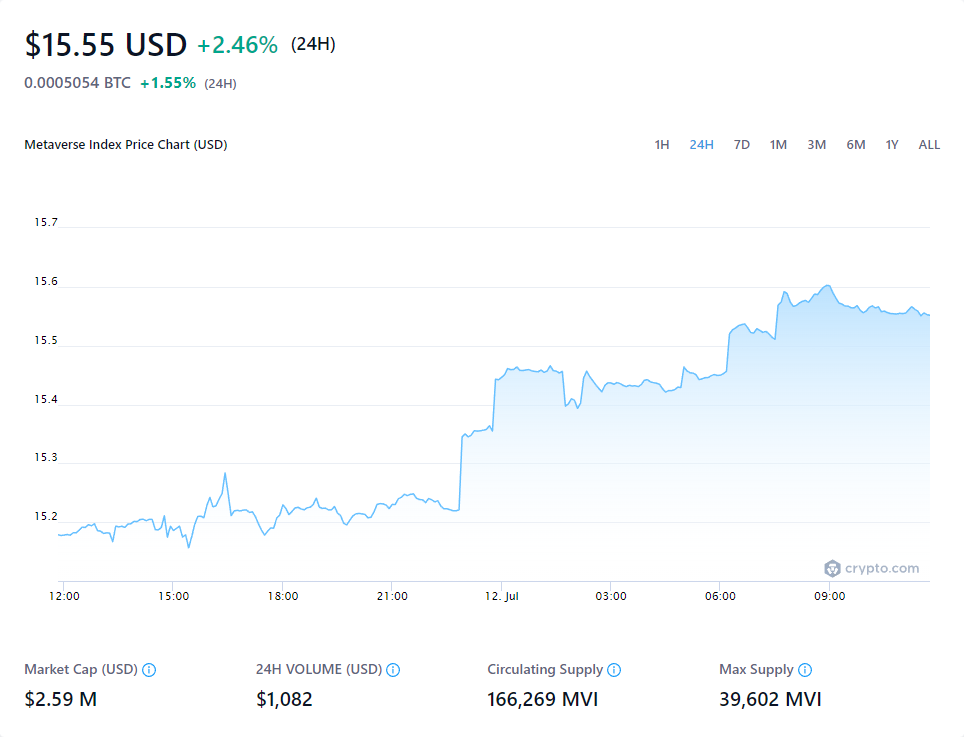 $15.55 USD +2.46% (24H)
0.0005054 BTC +1.55% (24H)
Metaverse Index Price Chart (USD) 1H 24H 7D 1M 3M 6M 1Y ALL
15.7
15.6
15.5
15.4
15.3
15.2
crypto.com
12:00 15:00 18:00 21:00 12. Jul 03:00 06:00 09:00
Market Cap (USD) 24H VOLUME (USD) Circulating Supply Max Supply
$2.59 M $1,082 166,269 MVI 39,602 MVI